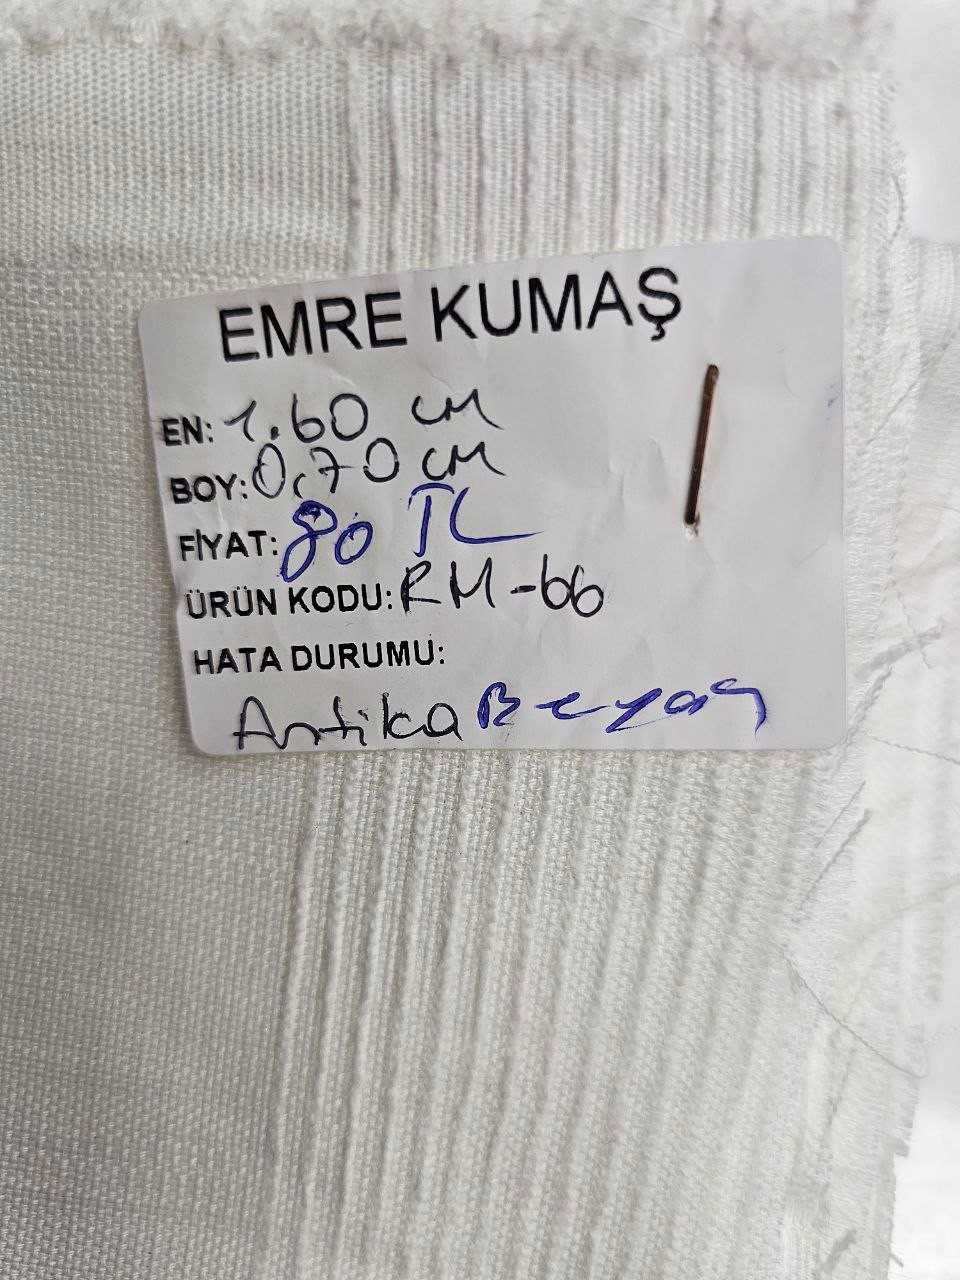 EMRE KUMAŞ
EN: 1.60 CM
BOY: 0.70 CM
FİYAT: 80 TL
ÜRÜN KODU: RM-66
HATA DURUMU:
Antika Beyaz